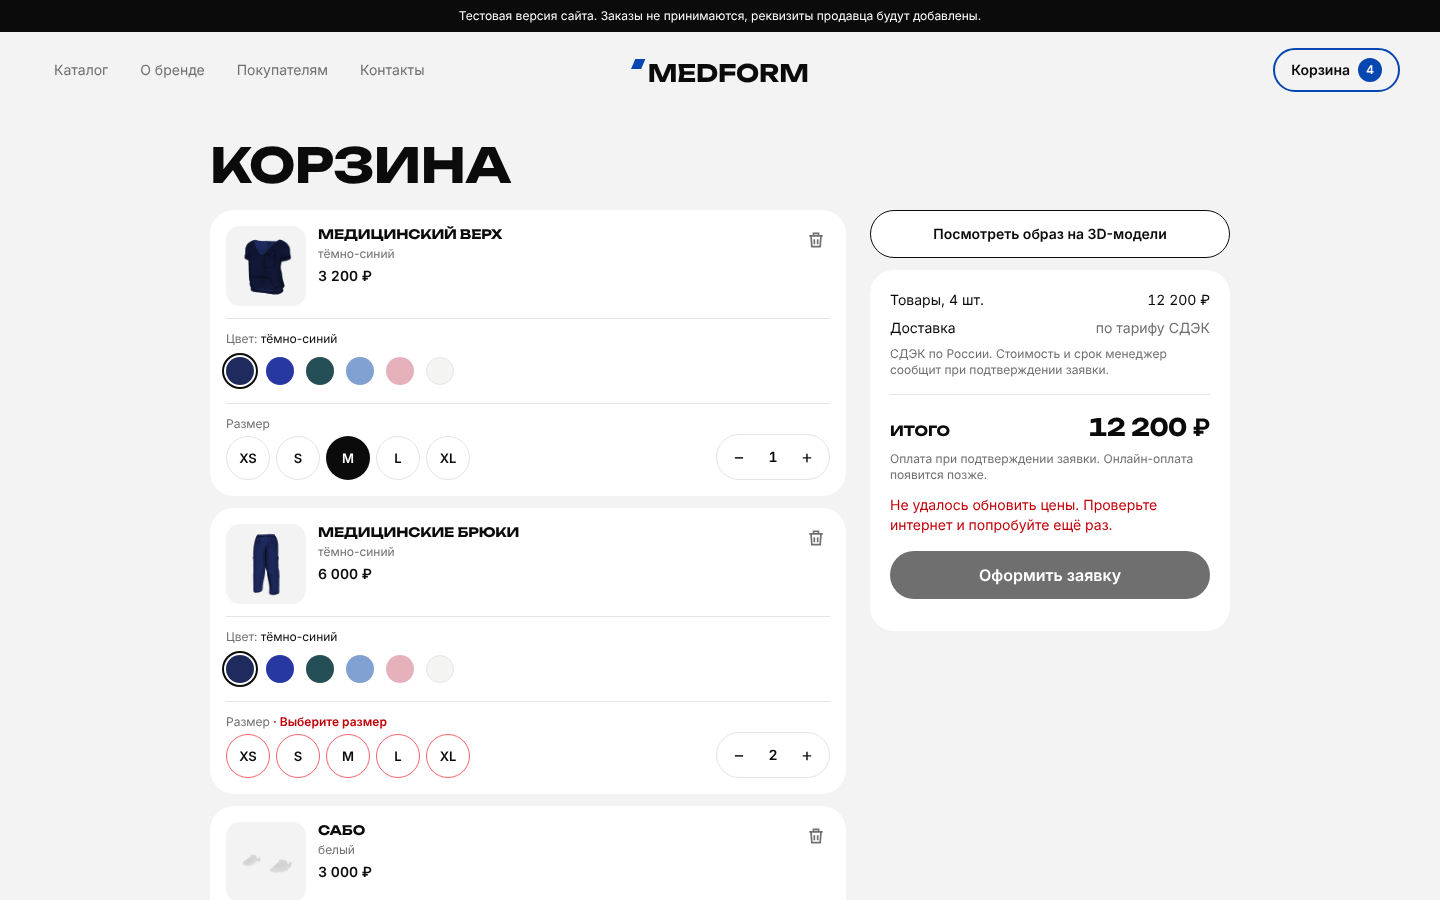 Тестовая версия сайта. Заказы не принимаются, реквизиты продавца будут добавлены.
Каталог О бренде Покупателям Контакты
MEDFORM
Корзина 4
КОРЗИНА
МЕДИЦИНСКИЙ ВЕРХ
тёмно-синий
3 200 ₽
Цвет: тёмно-синий
Размер
XS S M L XL
− 1 +
МЕДИЦИНСКИЕ БРЮКИ
тёмно-синий
6 000 ₽
Цвет: тёмно-синий
Размер · Выберите размер
XS S M L XL
− 2 +
САБО
белый
3 000 ₽
Посмотреть образ на 3D-модели
Товары, 4 шт. 12 200 ₽
Доставка по тарифу СДЭК
СДЭК по России. Стоимость и срок менеджер
сообщит при подтверждении заявки.
ИТОГО 12 200 ₽
Оплата при подтверждении заявки. Онлайн-оплата
появится позже.
Не удалось обновить цены. Проверьте
интернет и попробуйте ещё раз.
Оформить заявку